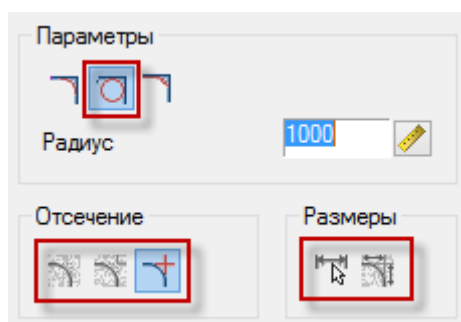 Параметры
Радиус 1000
Отсечение Размеры